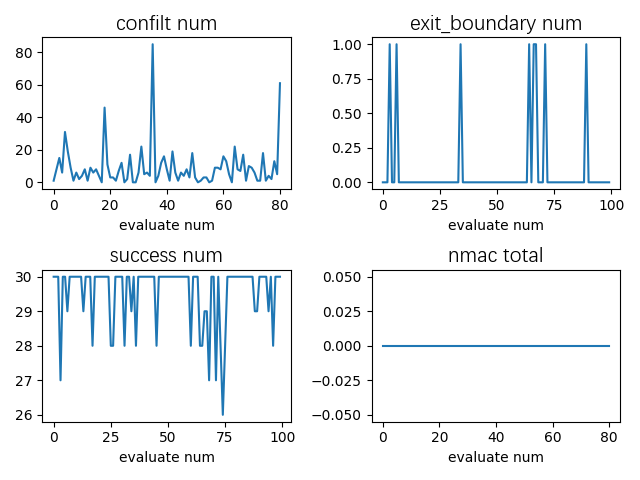 confilt num
80
60
40
20
0
0 20 40 60 80
evaluate num
exit_boundary num
1.00
0.75
0.50
0.25
0.00
0 25 50 75 100
evaluate num
success num
30
29
28
27
26
0 25 50 75 100
evaluate num
nmac total
0.050
0.025
0.000
−0.025
−0.050
0 20 40 60 80
evaluate num